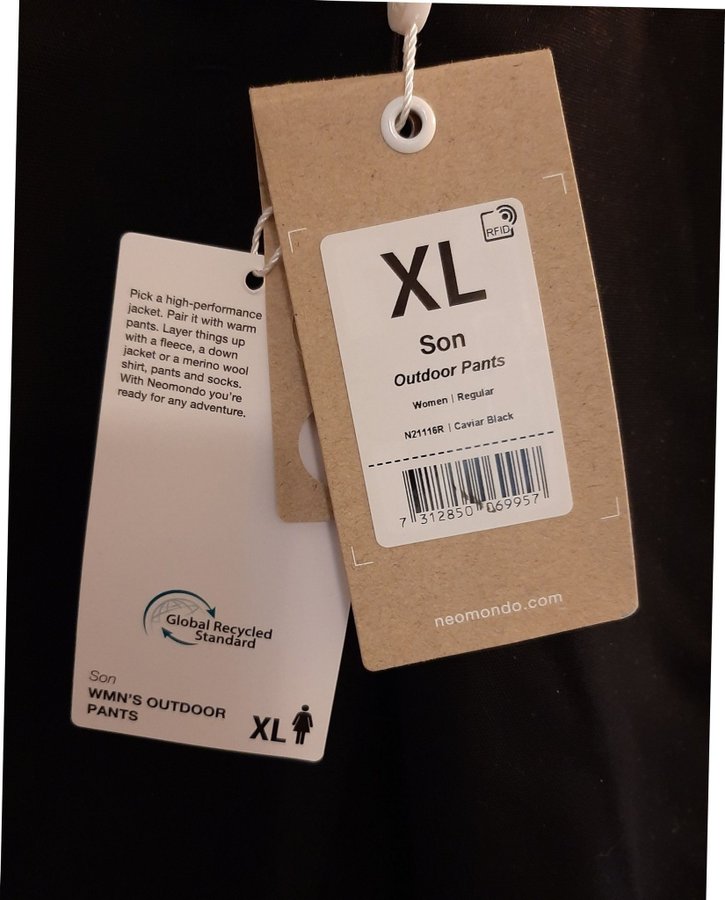 Pick a high-performance
jacket. Pair it with warm
pants. Layer things up
with a fleece, a down
jacket or a merino wool
shirt, pants and socks.
With Neomondo you're
ready for any adventure.
Global Recycled
Standard
Son
WMN'S OUTDOOR
PANTS
XL
RFID
XL
Son
Outdoor Pants
Women | Regular
N21116R | Caviar Black
7 312850 069957
neomondo.com